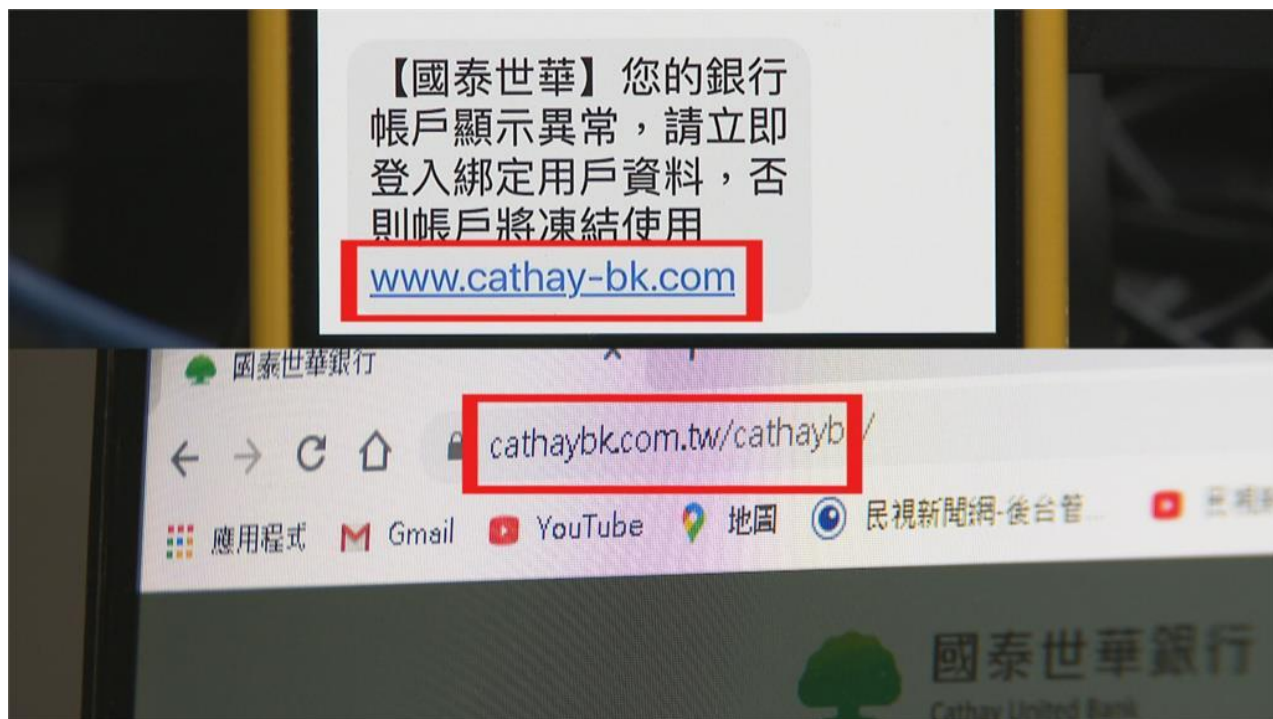 【國泰世華】您的銀行
帳戶顯示異常，請立即
登入綁定用戶資料，否
則帳戶將凍結使用
www.cathay-bk.com
國泰世華銀行
cathaybk.com.tw/cathayb /
應用程式 Gmail YouTube 地圖 民視新聞網-後台管...
國泰世華銀行
Cathay United Bank